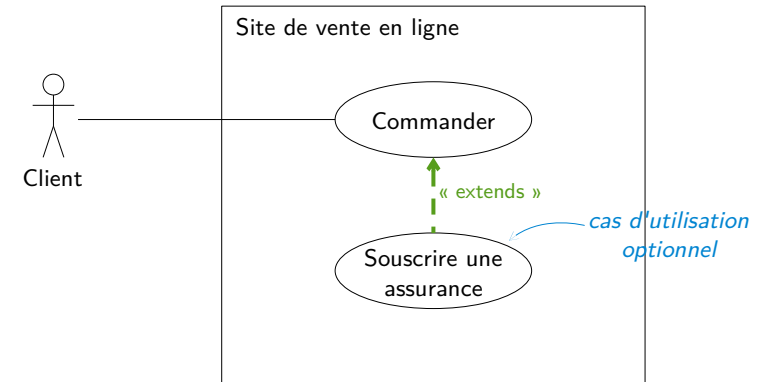 Site de vente en ligne
Commander
Client
« extends »
cas d'utilisation
optionnel
Souscrire une
assurance